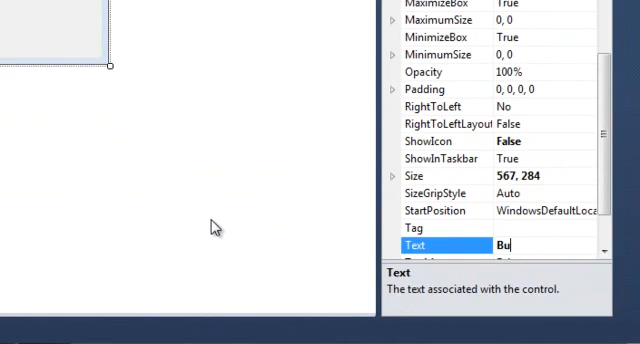 MaximizeBox True
MaximumSize 0, 0
MinimizeBox True
MinimumSize 0, 0
Opacity 100%
Padding 0, 0, 0, 0
RightToLeft No
RightToLeftLayout False
ShowIcon False
ShowInTaskbar True
Size 567, 284
SizeGripStyle Auto
StartPosition WindowsDefaultLoca
Tag
Text Bu
Text
The text associated with the control.